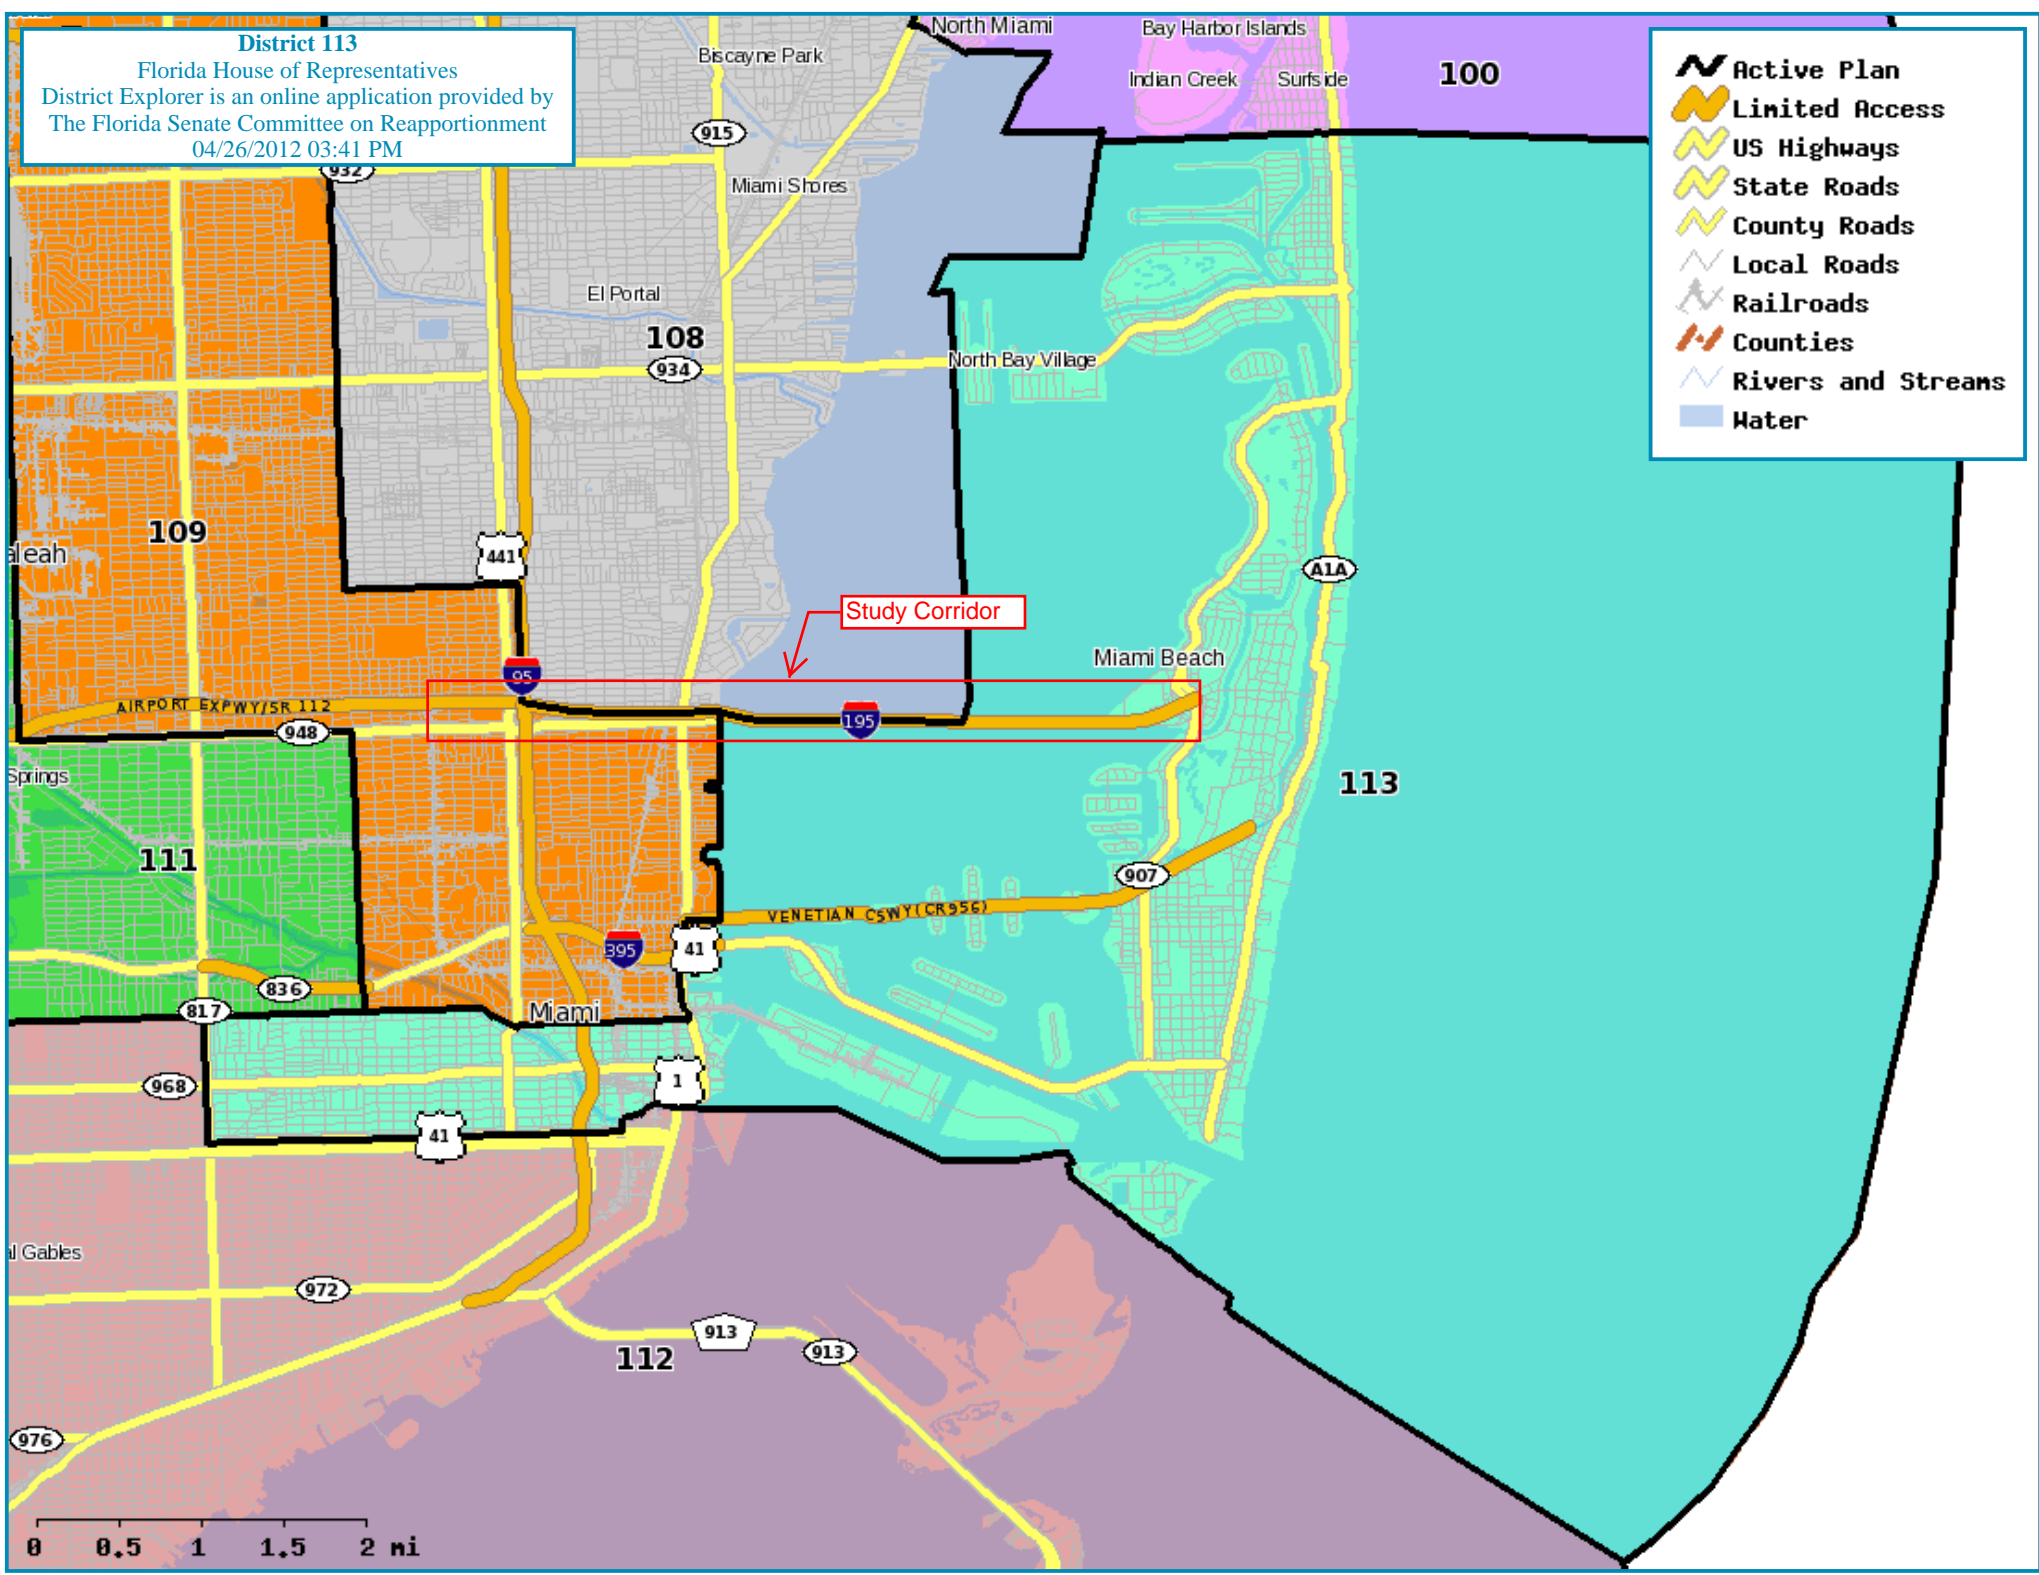 District 113
Florida House of Representatives
District Explorer is an online application provided by
The Florida Senate Committee on Reapportionment
04/26/2012 03:41 PM
North Miami
Bay Harbor Islands
Biscayne Park
Indian Creek
Surfside
100
Active Plan
Limited Access
US Highways
State Roads
County Roads
Local Roads
Railroads
Counties
Rivers and Streams
Water
915
932
Miami Shores
El Portal
108
934
North Bay Village
109
aleah
441
A1A
Study Corridor
Miami Beach
95
AIRPORT EXPWY/SR 112
195
948
Springs
113
111
907
VENETIAN CSWY(CR956)
395
41
836
817
Miami
968
1
41
al Gables
972
913
913
112
976
0 0.5 1 1.5 2 mi